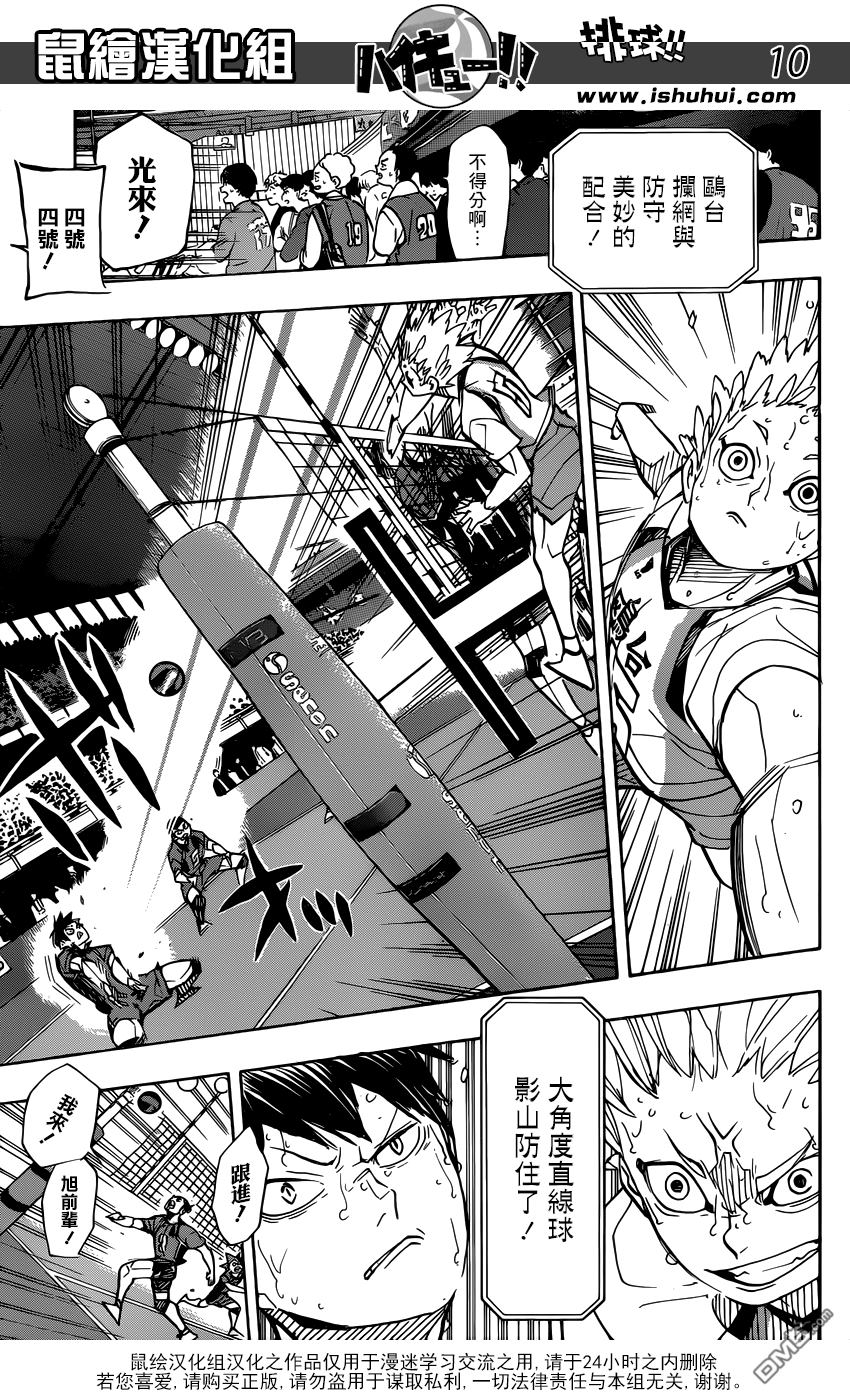 鼠繪漢化組
ハイキュー!!
排球!!
10
www.ishuhui.com
鷗台
攔網與
防守
美妙的
配合!
不得分啊…
光來!
四號
四號!
19
20
大角度直線球
影山防住了!
跟進!
我來!
旭前輩!
鼠绘汉化组汉化之作品仅用于漫迷学习交流之用, 请于24小时之内删除
若您喜爱, 请购买正版, 请勿盗用于谋取私利, 一切法律责任与本组无关, 谢谢.
DM5.com